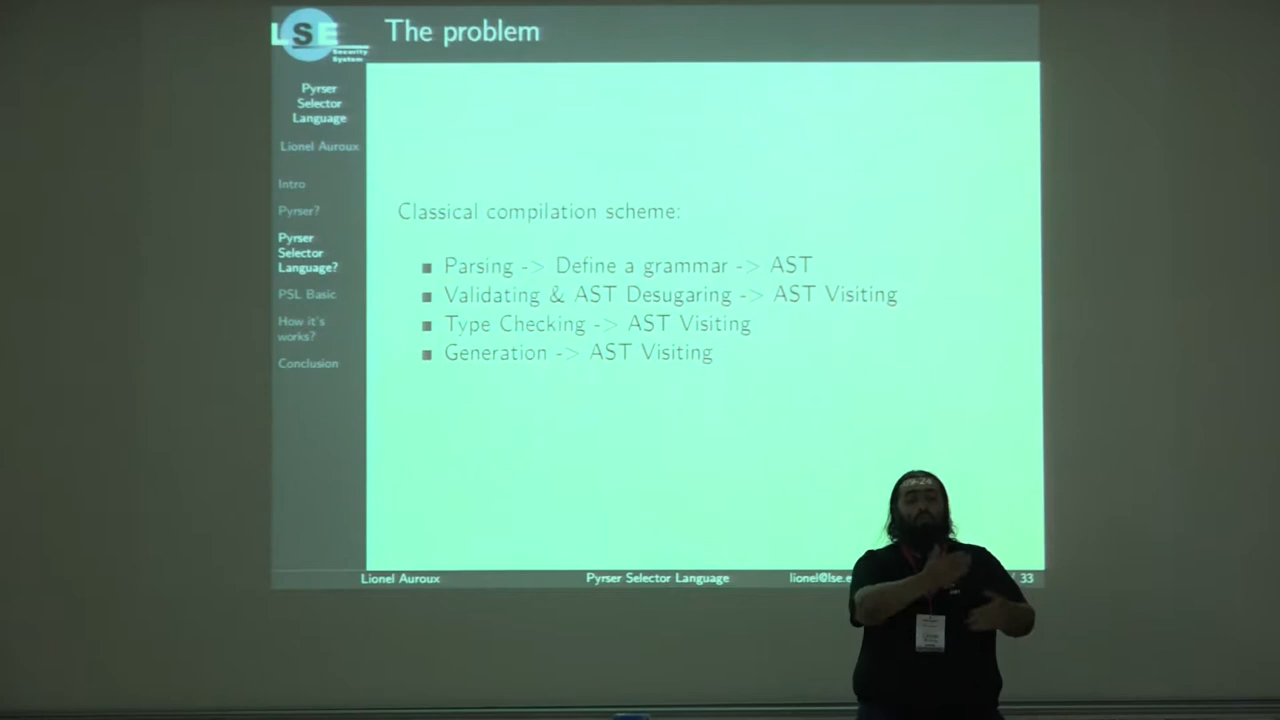 LSE
Security
System
The problem
Pyrser
Selector
Language
Lionel Auroux
Intro
Pyrser?
Pyrser
Selector
Language?
PSL Basic
How it's
works?
Conclusion
Classical compilation scheme:
Parsing -> Define a grammar -> AST
Validating & AST Desugaring -> AST Visiting
Type Checking -> AST Visiting
Generation -> AST Visiting
Lionel Auroux
Pyrser Selector Language
lionel@lse.e
/ 33